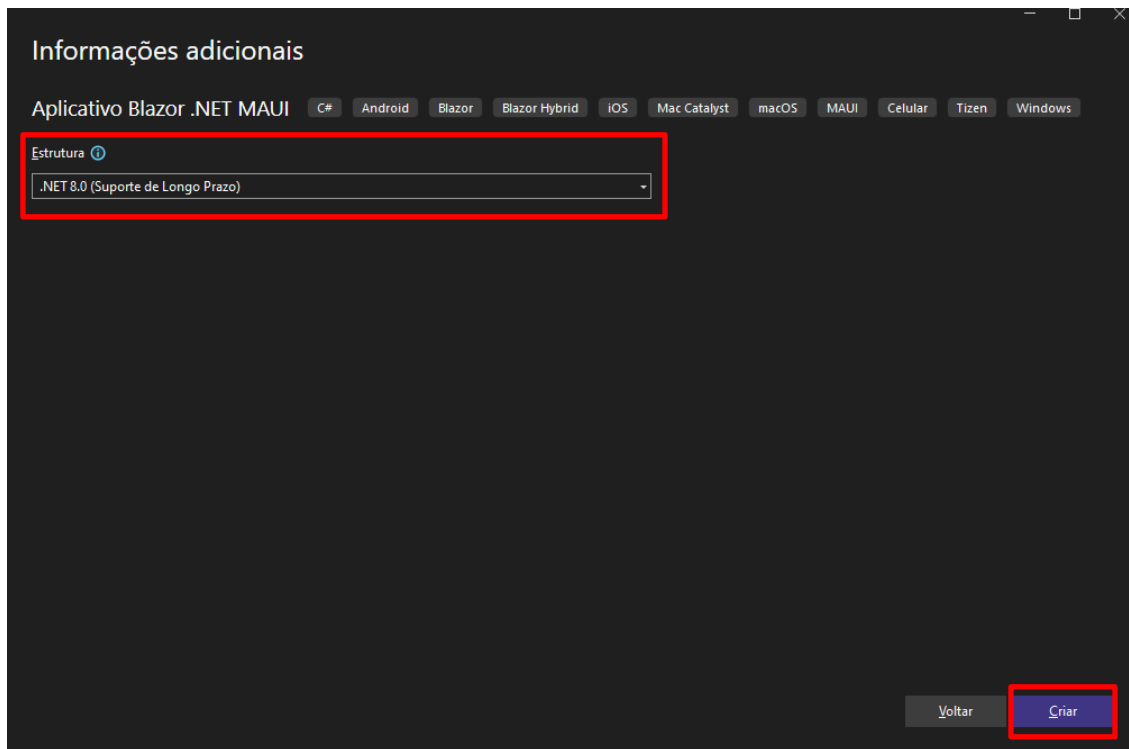 Informações adicionais
Aplicativo Blazor .NET MAUI C# Android Blazor Blazor Hybrid iOS Mac Catalyst macOS MAUI Celular Tizen Windows
Estrutura
.NET 8.0 (Suporte de Longo Prazo)
Voltar Criar